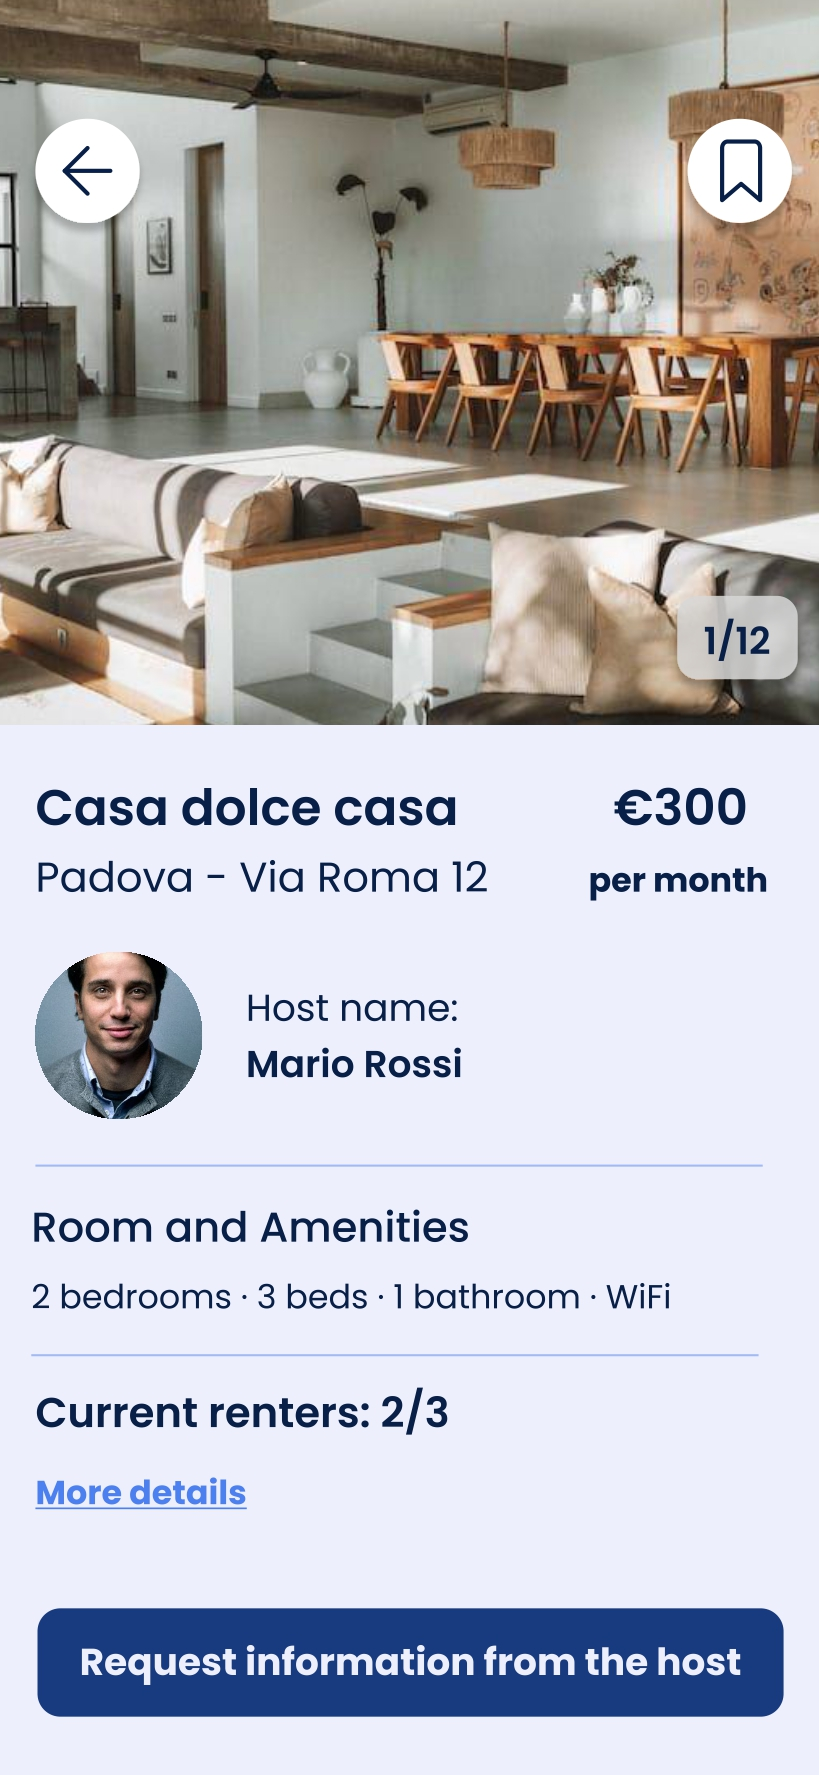 1/12
Casa dolce casa
€300
Padova - Via Roma 12
per month
Host name:
Mario Rossi
Room and Amenities
2 bedrooms · 3 beds · 1 bathroom · WiFi
Current renters: 2/3
More details
Request information from the host